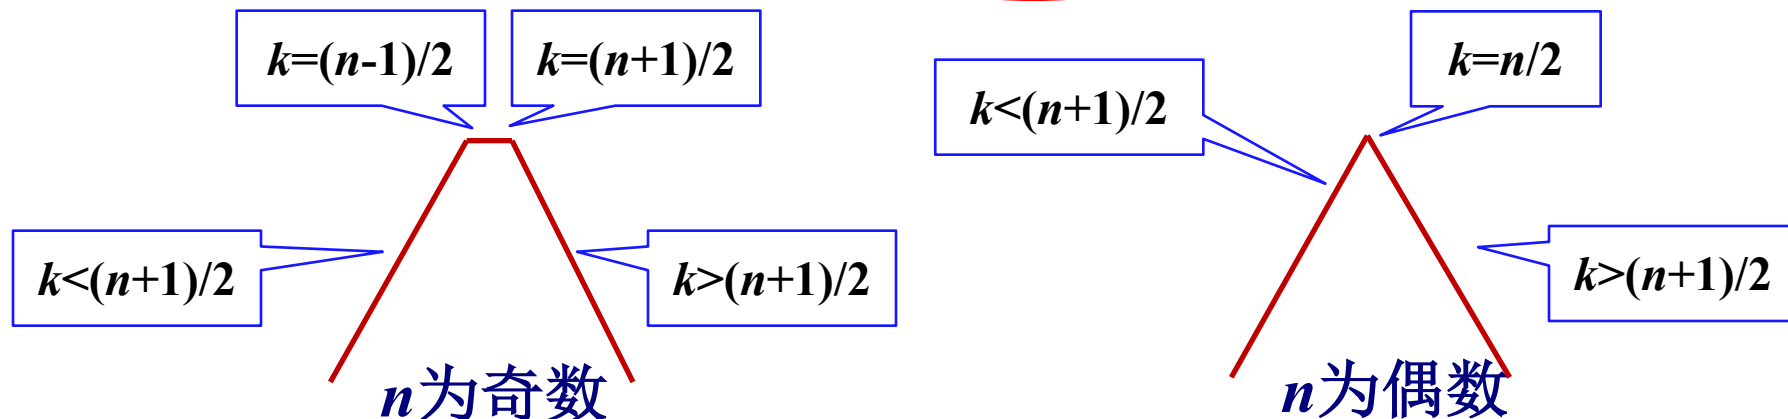 k=(n-1)/2
k=(n+1)/2
k<(n+1)/2
k>(n+1)/2
n为奇数
k=n/2
k<(n+1)/2
k>(n+1)/2
n为偶数